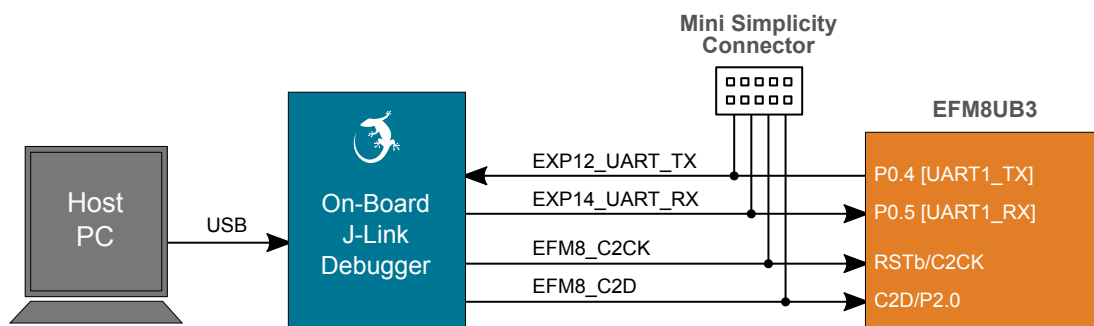 Mini Simplicity
Connector
EFM8UB3
Host
PC
USB
On-Board
J-Link
Debugger
EXP12_UART_TX
EXP14_UART_RX
EFM8_C2CK
EFM8_C2D
P0.4 [UART1_TX]
P0.5 [UART1_RX]
RSTb/C2CK
C2D/P2.0